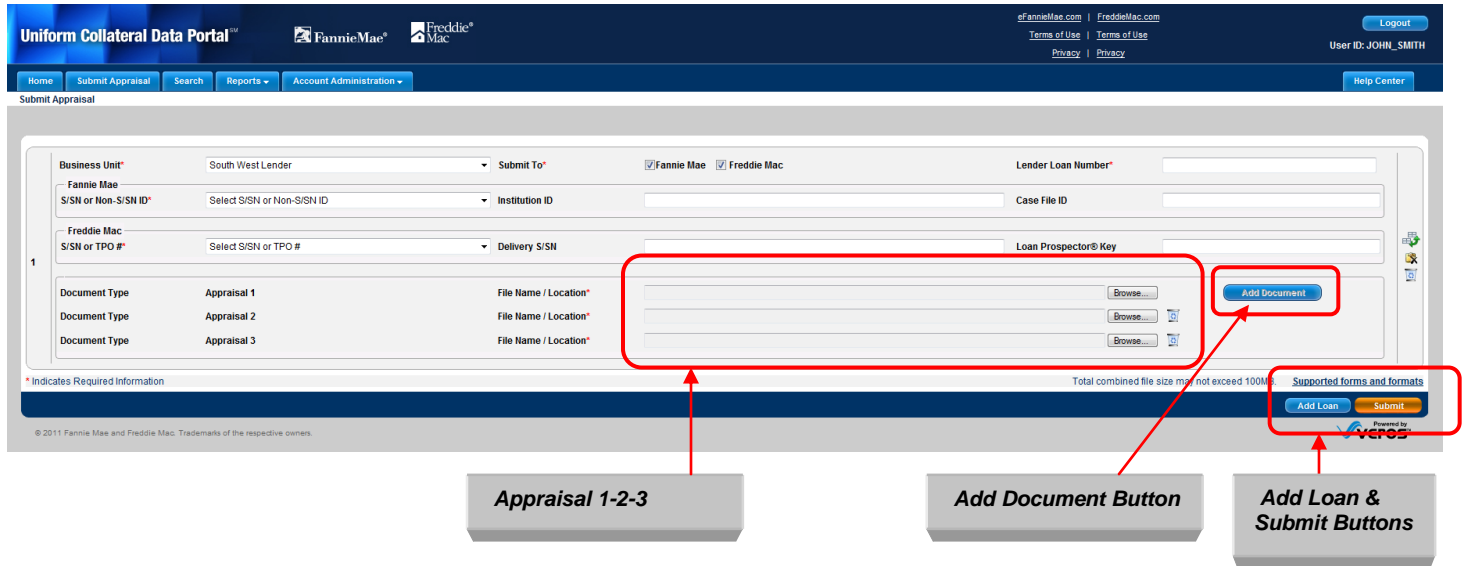 eFannieMae.com | FreddieMac.com
Logout
Uniform Collateral Data Portal℠ FannieMae® Freddie Mac®
Terms of Use | Terms of Use
User ID: JOHN_SMITH
Privacy | Privacy
Home Submit Appraisal Search Reports Account Administration Help Center
Submit Appraisal
Business Unit* South West Lender Submit To* Fannie Mae Freddie Mac Lender Loan Number*
Fannie Mae
S/SN or Non-S/SN ID* Select S/SN or Non-S/SN ID Institution ID Case File ID
Freddie Mac
S/SN or TPO #* Select S/SN or TPO # Delivery S/SN Loan Prospector® Key
1
Document Type Appraisal 1 File Name / Location* Browse... Add Document
Document Type Appraisal 2 File Name / Location* Browse...
Document Type Appraisal 3 File Name / Location* Browse...
* Indicates Required Information Total combined file size may not exceed 100MB. Supported forms and formats
Add Loan Submit
© 2011 Fannie Mae and Freddie Mac. Trademarks of the respective owners.
Powered by
VEROS
Appraisal 1-2-3
Add Document Button
Add Loan &
Submit Buttons